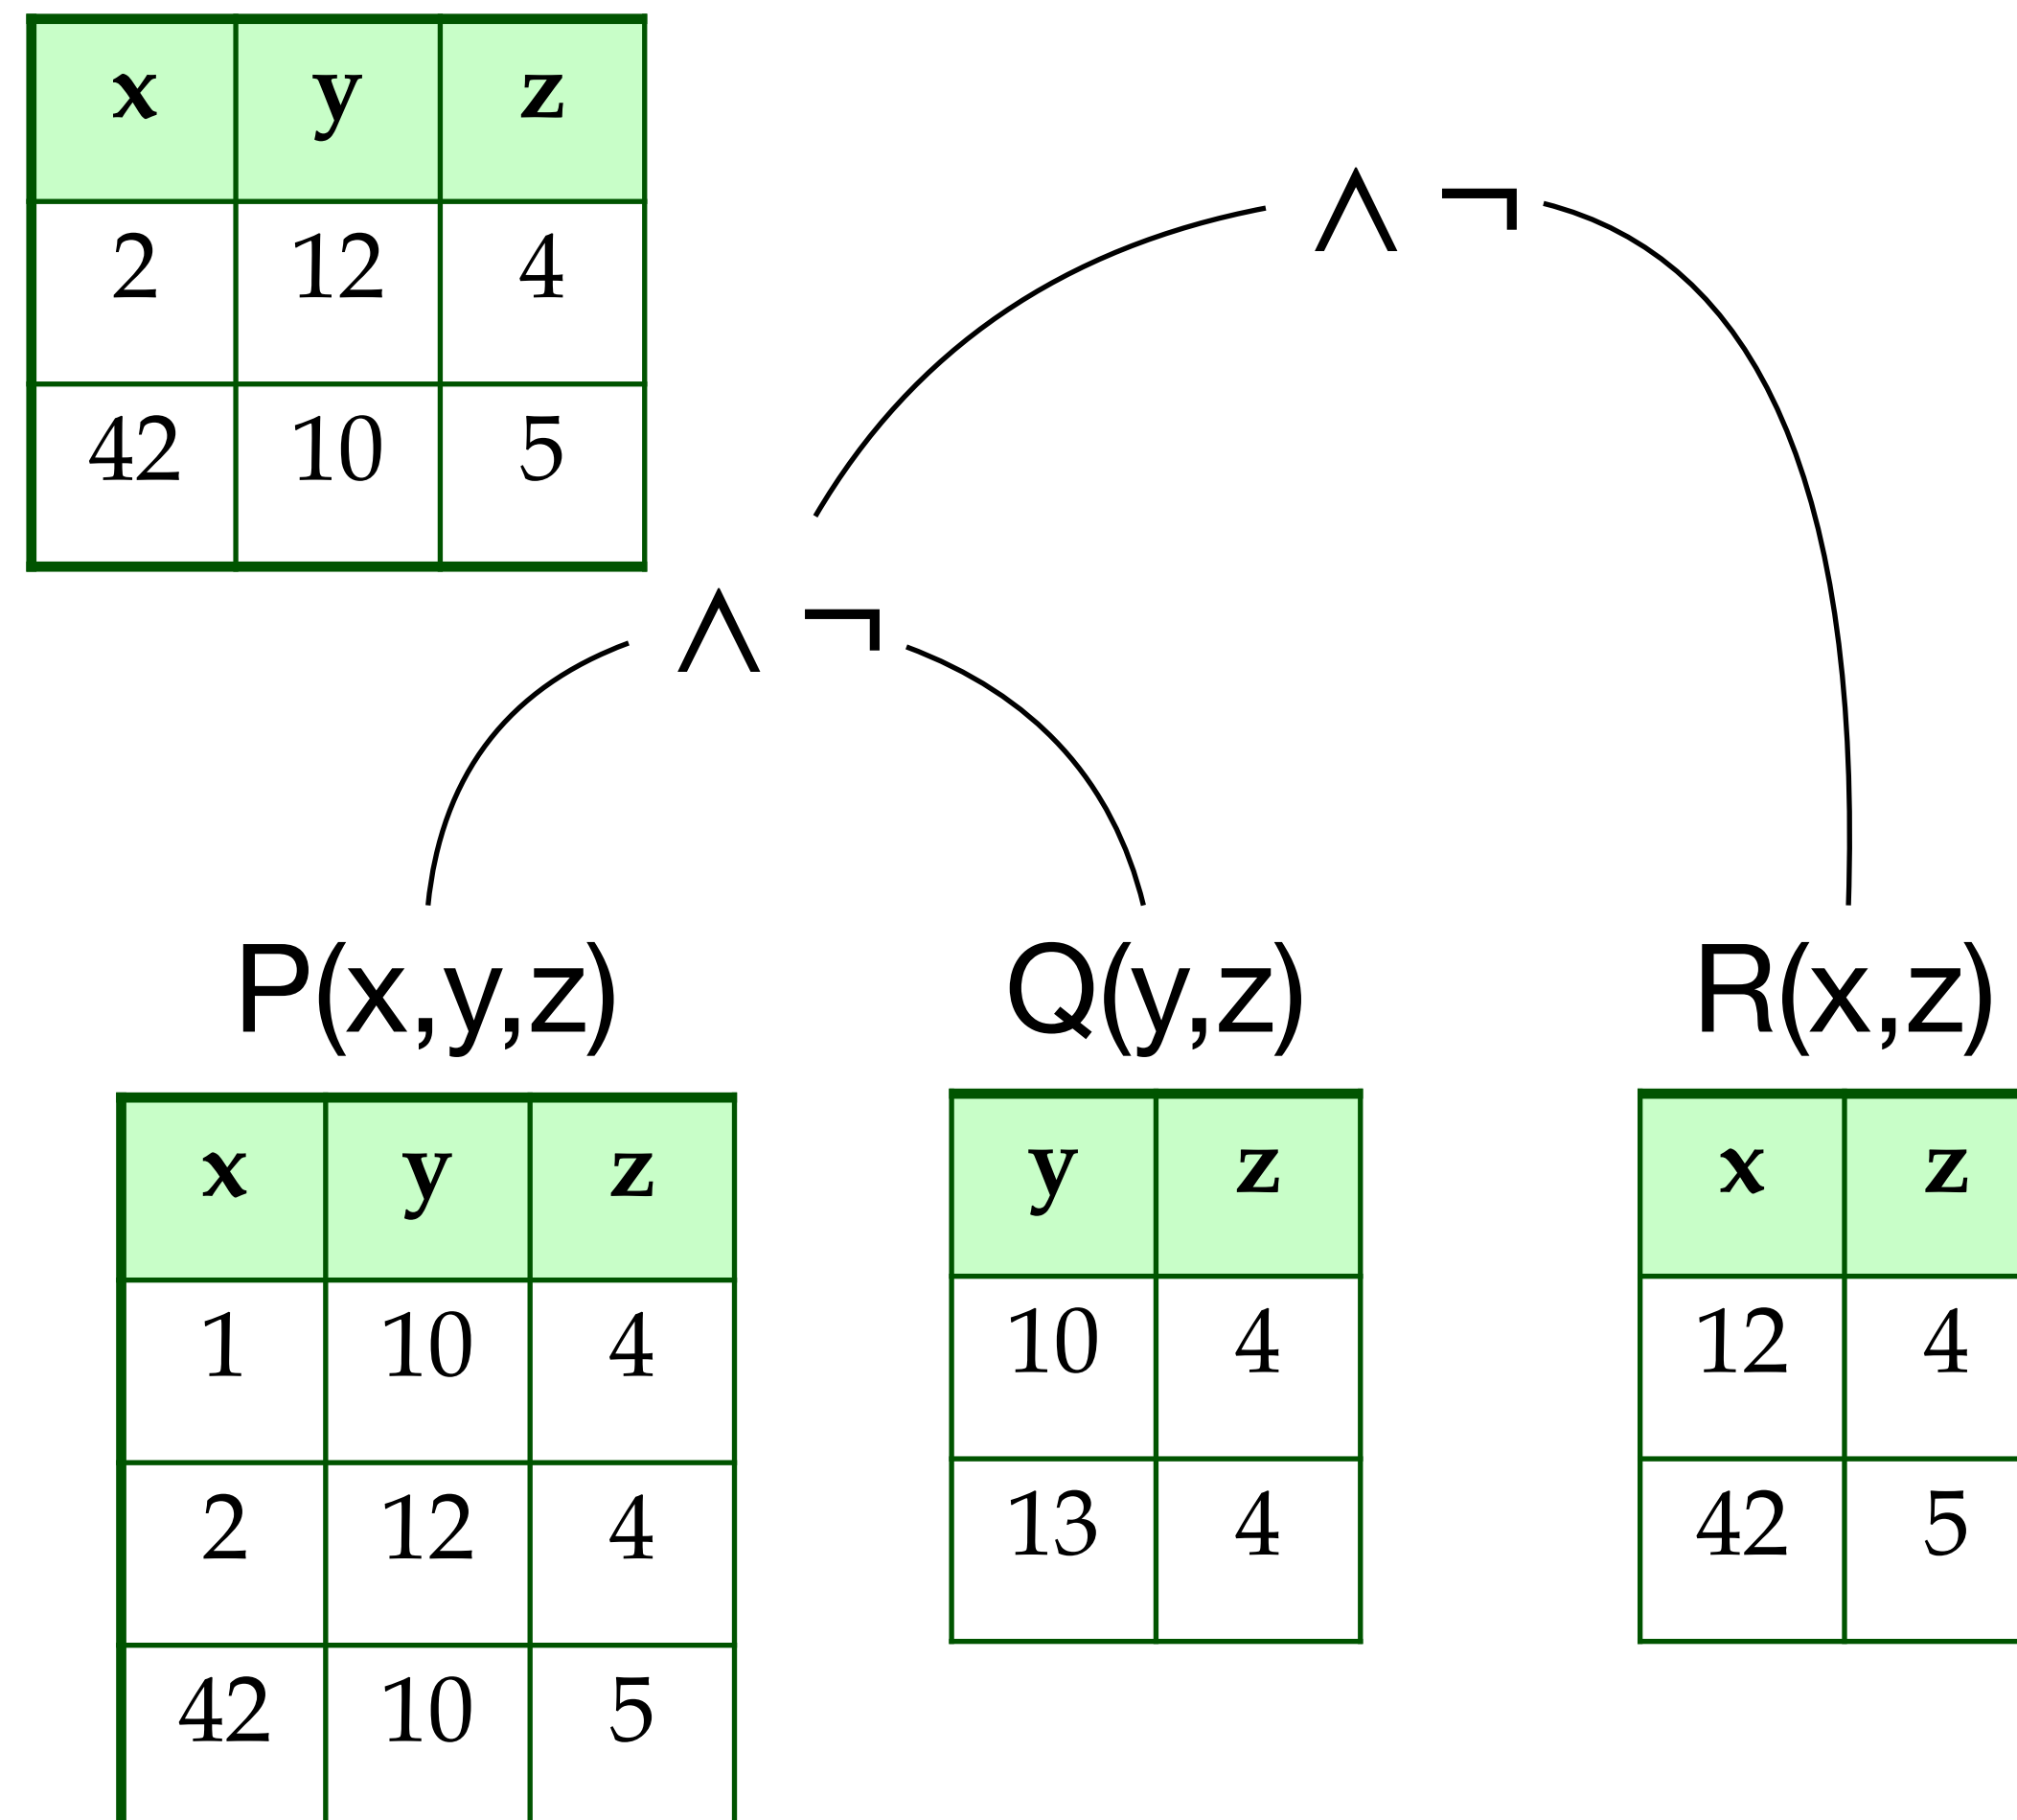 x y z
2 12 4
42 10 5
∧ ¬
∧ ¬
P(x,y,z) Q(y,z) R(x,z)
x y z
1 10 4
2 12 4
42 10 5
y z
10 4
13 4
x z
12 4
42 5